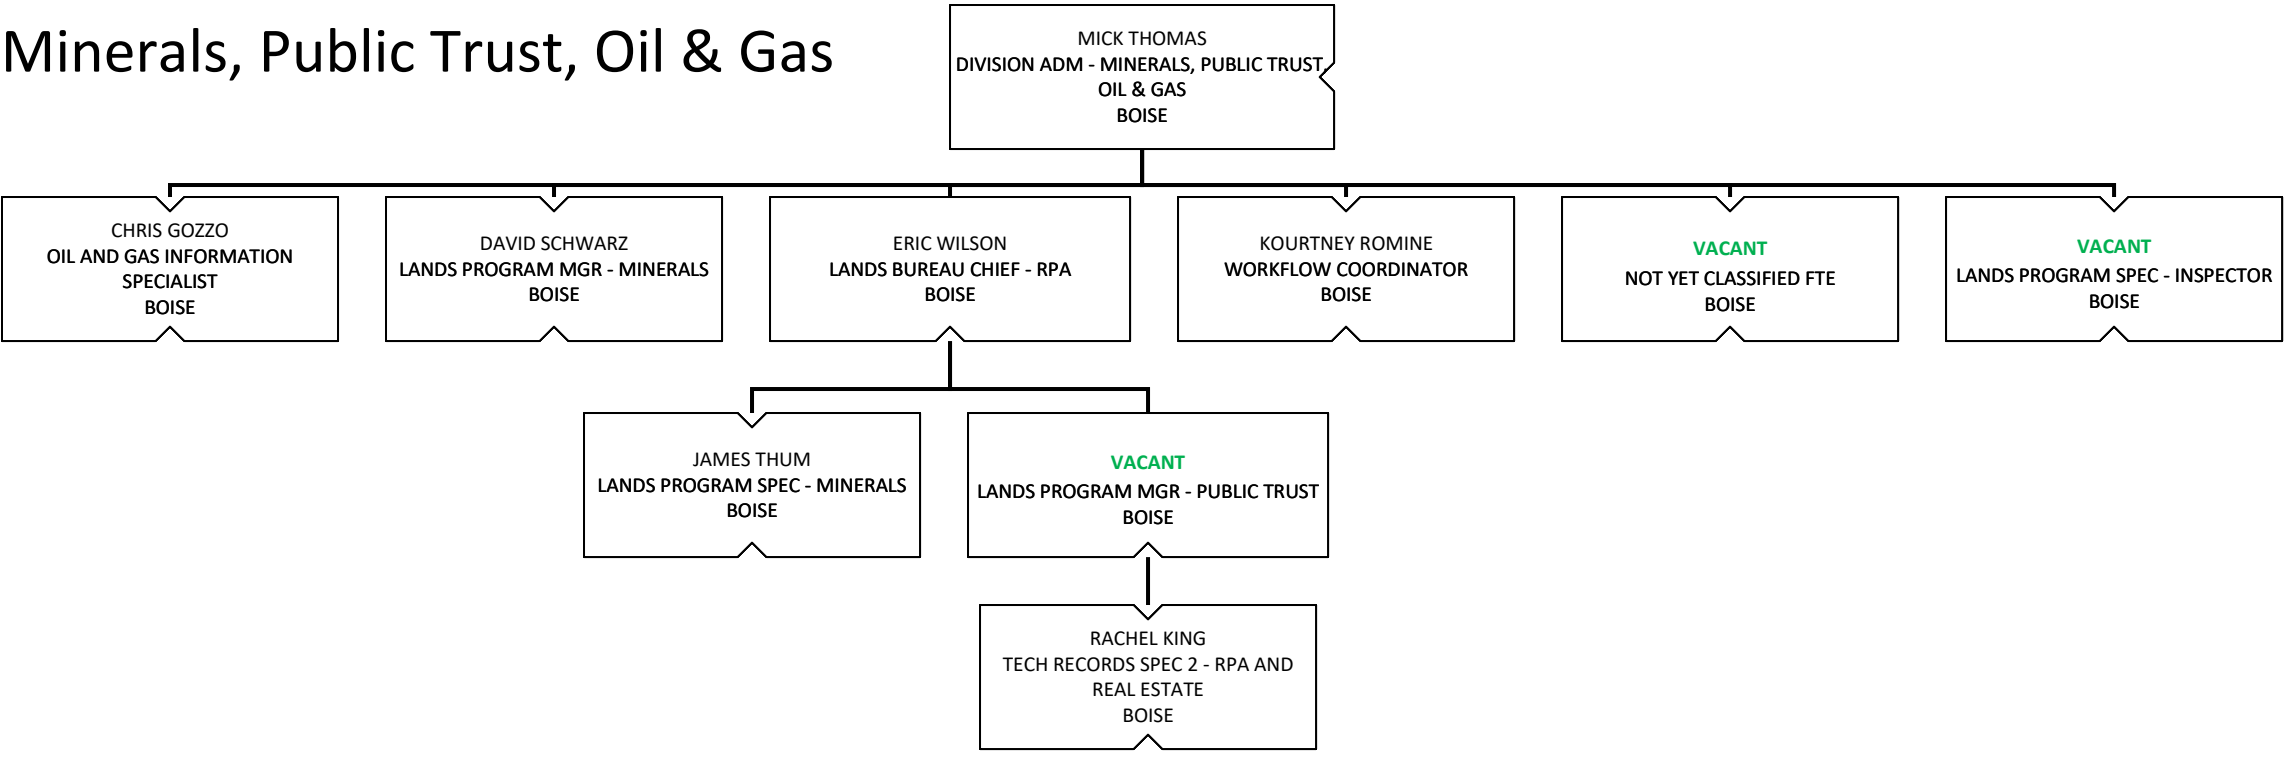 Minerals, Public Trust, Oil & Gas
MICK THOMAS
DIVISION ADM - MINERALS, PUBLIC TRUST,
OIL & GAS
BOISE
CHRIS GOZZO
OIL AND GAS INFORMATION
SPECIALIST
BOISE
DAVID SCHWARZ
LANDS PROGRAM MGR - MINERALS
BOISE
ERIC WILSON
LANDS BUREAU CHIEF - RPA
BOISE
KOURTNEY ROMINE
WORKFLOW COORDINATOR
BOISE
VACANT
NOT YET CLASSIFIED FTE
BOISE
VACANT
LANDS PROGRAM SPEC - INSPECTOR
BOISE
JAMES THUM
LANDS PROGRAM SPEC - MINERALS
BOISE
VACANT
LANDS PROGRAM MGR - PUBLIC TRUST
BOISE
RACHEL KING
TECH RECORDS SPEC 2 - RPA AND
REAL ESTATE
BOISE